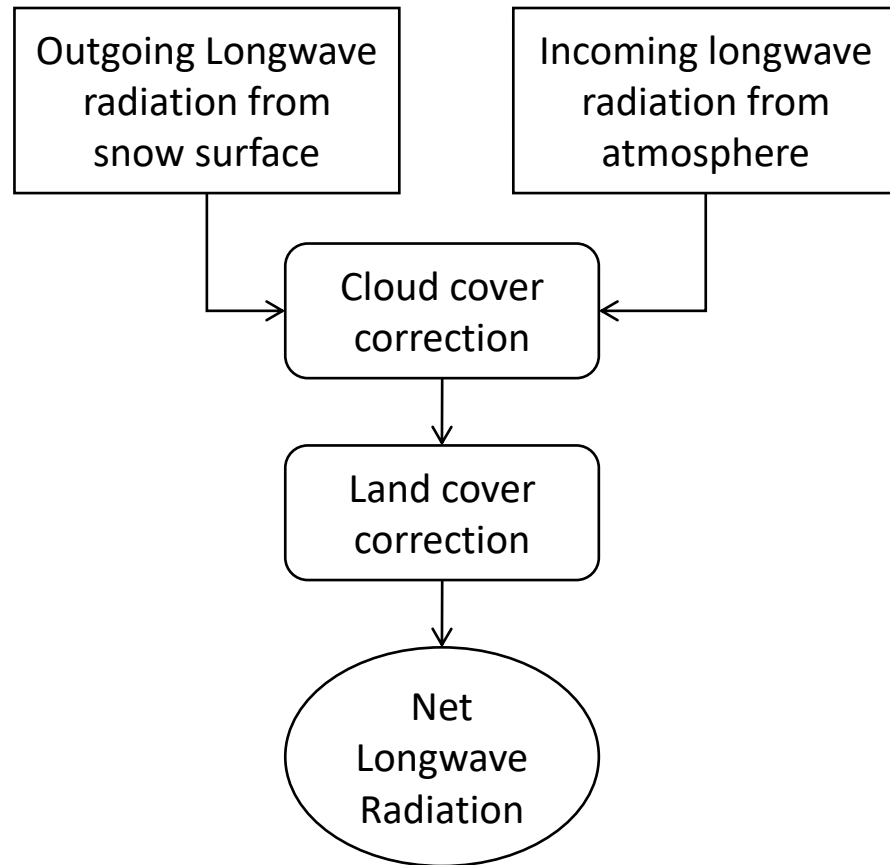 Outgoing Longwave
radiation from
snow surface
Incoming longwave
radiation from
atmosphere
Cloud cover
correction
Land cover
correction
Net
Longwave
Radiation